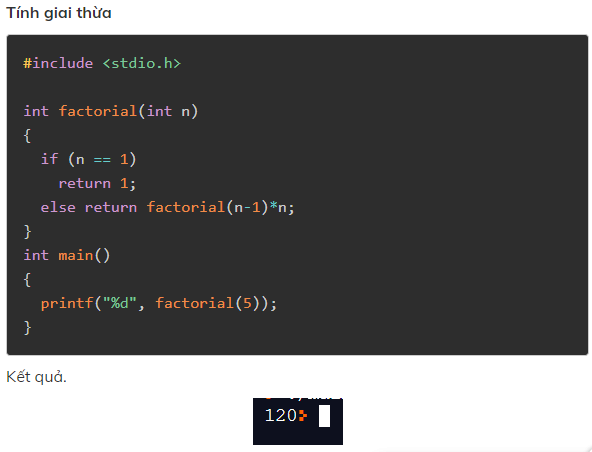 Tính giai thừa
#include <stdio.h>
int factorial(int n)
{
if (n == 1)
return 1;
else return factorial(n-1)*n;
}
int main()
{
printf("%d", factorial(5));
}
Kết quả.
120